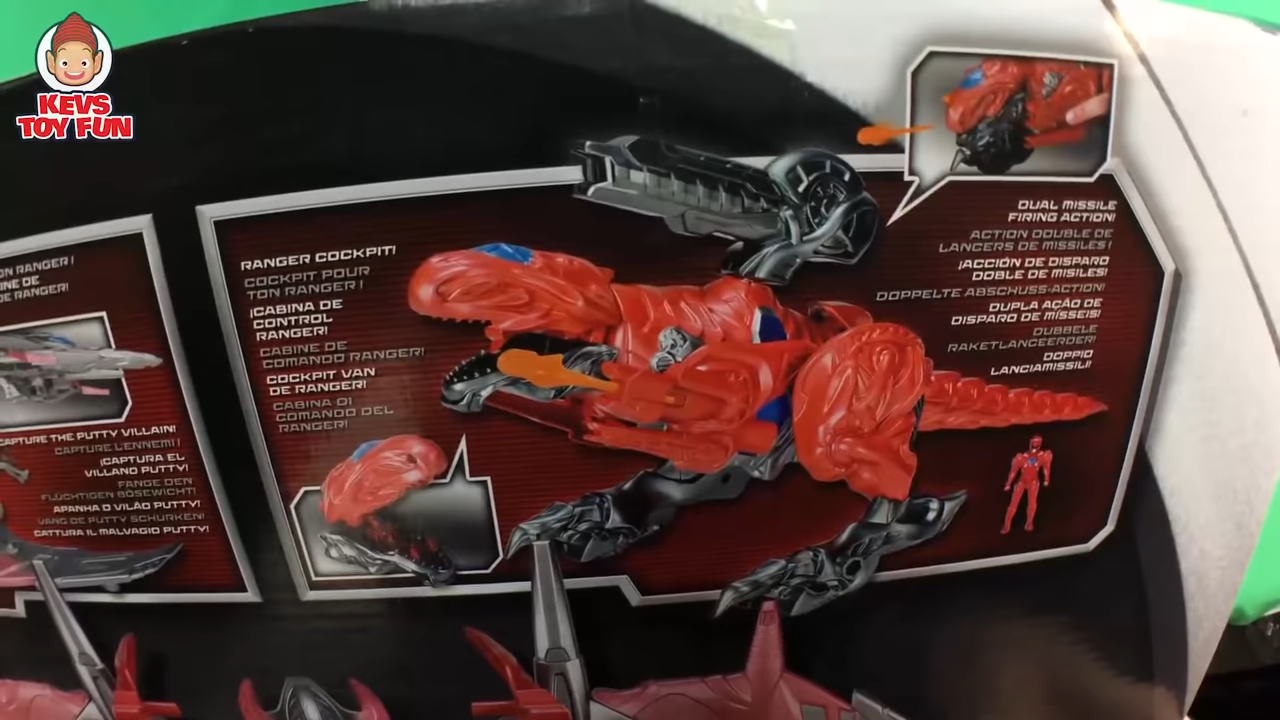 KEVS
TOY FUN
ON RANGER !
INE DE
DE RANGER!
CAPTURE THE PUTTY VILLAIN!
CAPTURE L'ENNEMI !
¡CAPTURA EL
VILLANO PUTTY!
FANGE DEN
FLÜCHTIGEN BÖSEWICHT!
APANHA O VILÃO PUTTY!
VANG DE PUTTY SCHURKEN!
CATTURA IL MALVAGIO PUTTY!
RANGER COCKPIT!
COCKPIT POUR
TON RANGER !
¡CABINA DE
CONTROL
RANGER!
CABINE DE
COMANDO RANGER!
COCKPIT VAN
DE RANGER!
CABINA DI
COMANDO DEL
RANGER!
DUAL MISSILE
FIRING ACTION!
ACTION DOUBLE DE
LANCERS DE MISSILES !
¡ACCIÓN DE DISPARO
DOBLE DE MISILES!
DOPPELTE ABSCHUSS-ACTION!
DUPLA AÇÃO DE
DISPARO DE MÍSSEIS!
DUBBELE
RAKETLANCEERDER!
DOPPIO
LANCIAMISSILI!